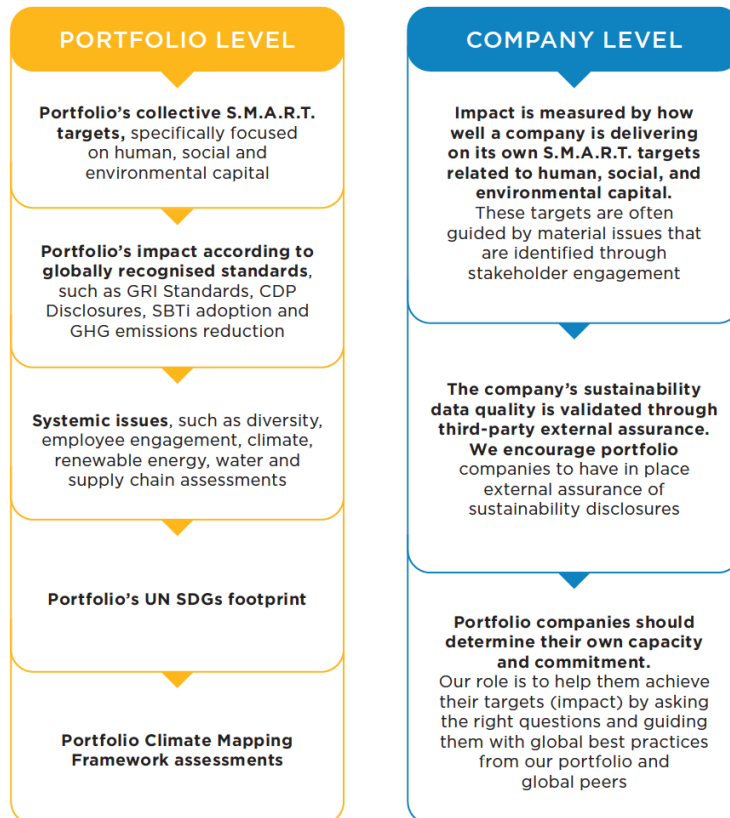 PORTFOLIO LEVEL
Portfolio's collective S.M.A.R.T.
targets, specifically focused
on human, social and
environmental capital
Portfolio's impact according to
globally recognised standards,
such as GRI Standards, CDP
Disclosures, SBTi adoption and
GHG emissions reduction
Systemic issues, such as diversity,
employee engagement, climate,
renewable energy, water and
supply chain assessments
Portfolio's UN SDGs footprint
Portfolio Climate Mapping
Framework assessments
COMPANY LEVEL
Impact is measured by how
well a company is delivering
on its own S.M.A.R.T. targets
related to human, social, and
environmental capital.
These targets are often
guided by material issues that
are identified through
stakeholder engagement
The company's sustainability
data quality is validated through
third-party external assurance.
We encourage portfolio
companies to have in place
external assurance of
sustainability disclosures
Portfolio companies should
determine their own capacity
and commitment.
Our role is to help them achieve
their targets (impact) by asking
the right questions and guiding
them with global best practices
from our portfolio and
global peers